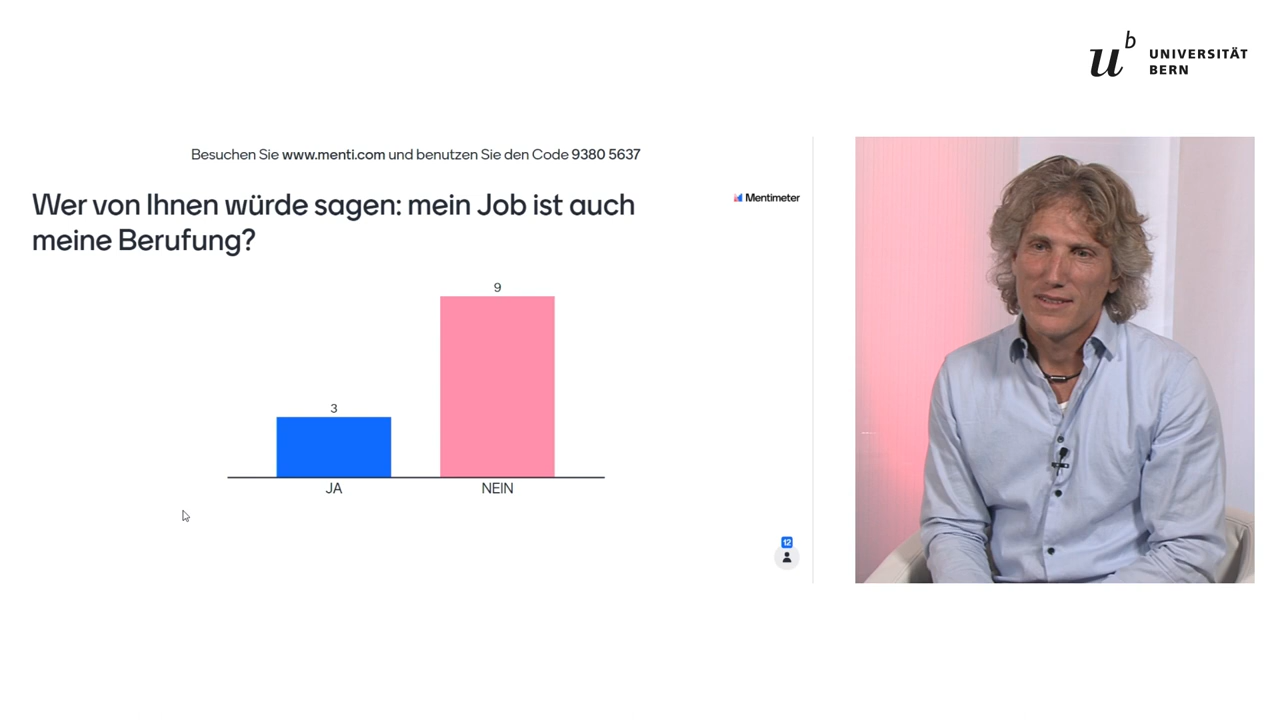 u^b
UNIVERSITÄT
BERN
Besuchen Sie www.menti.com und benutzen Sie den Code 9380 5637
Wer von Ihnen würde sagen: mein Job ist auch
meine Berufung?
Mentimeter
9
3
JA
NEIN
12